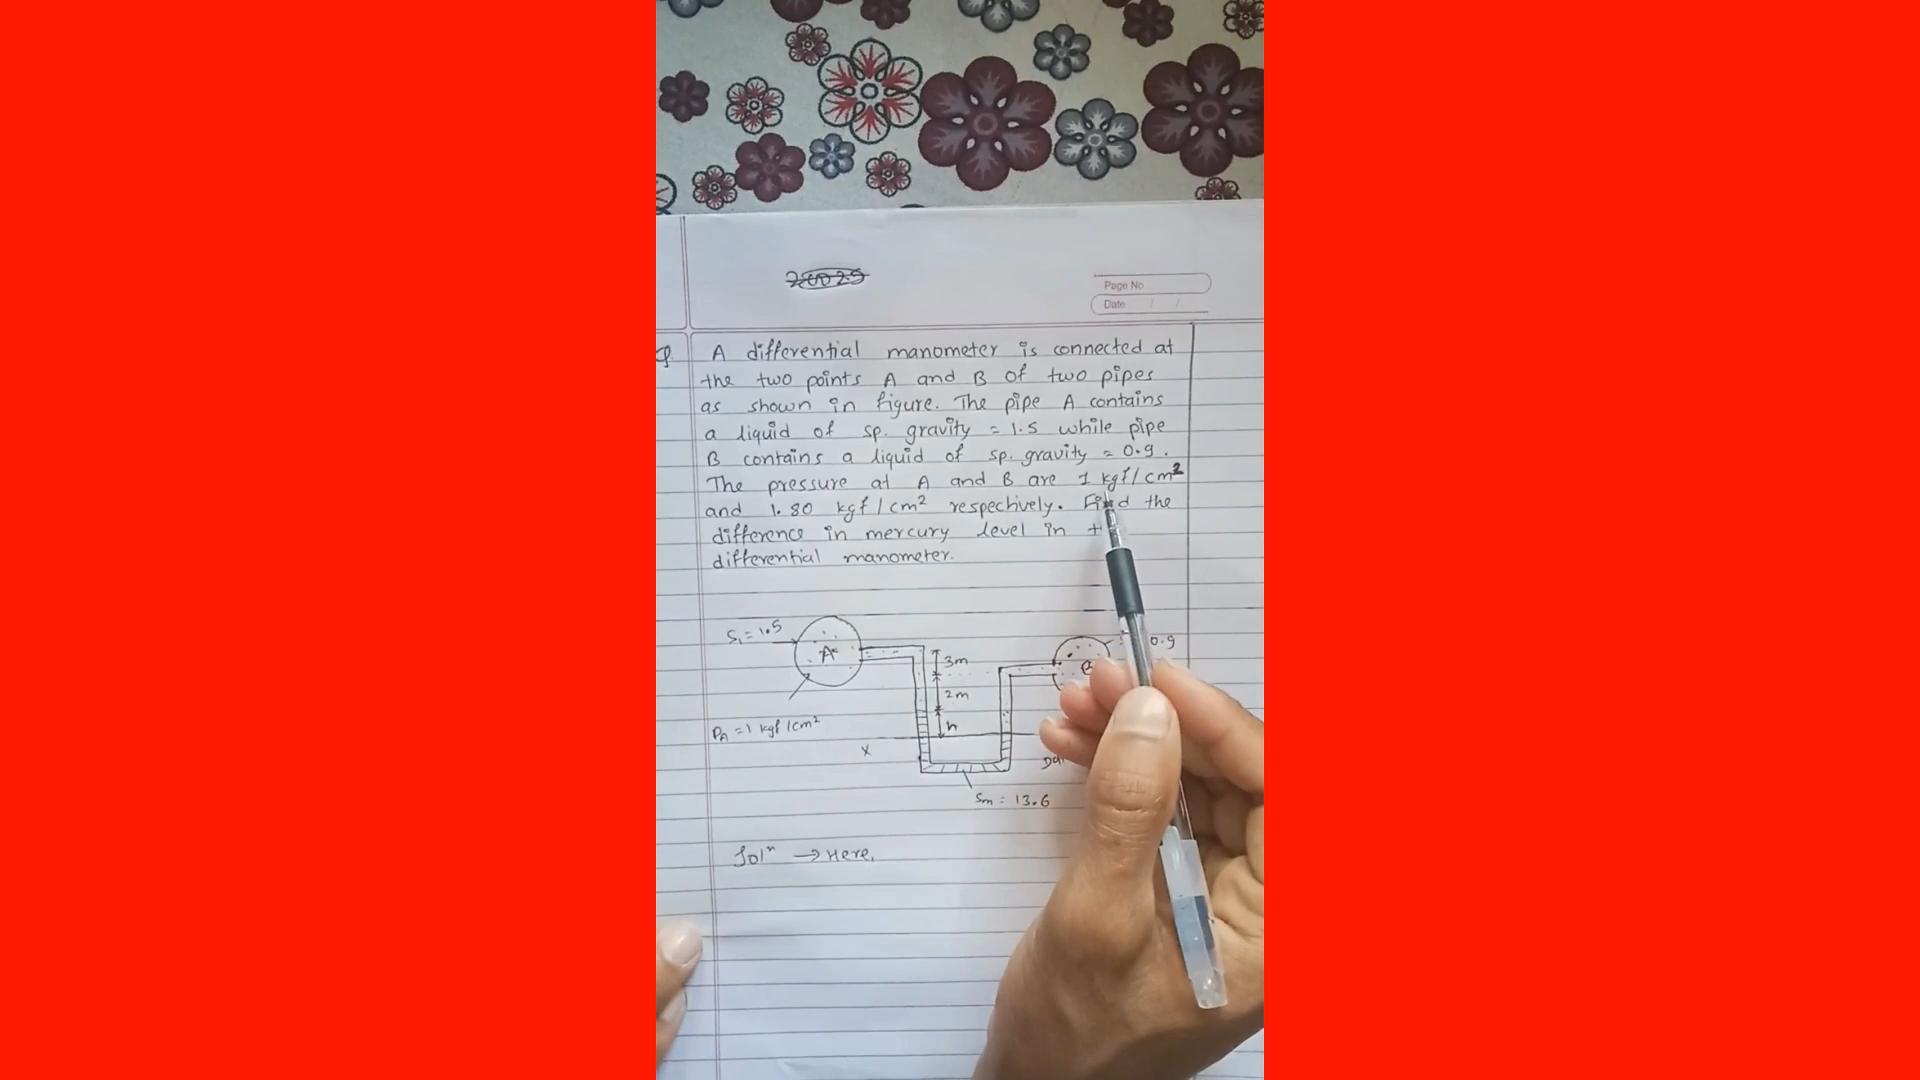 20025
Page No
Date / /
Q. A differential manometer is connected at
the two points A and B of two pipes
as shown in figure. The pipe A contains
a liquid of sp. gravity = 1.5 while pipe
B contains a liquid of sp. gravity = 0.9.
The pressure at A and B are 1 kgf/cm²
and 1.80 kgf/cm² respectively. Find the
difference in mercury level in
differential manometer.
S₁ = 1.5
A
3m
0.9
B
2m
PA = 1 kgf/cm²
h
X
Sm = 13.6
Solⁿ → Here,